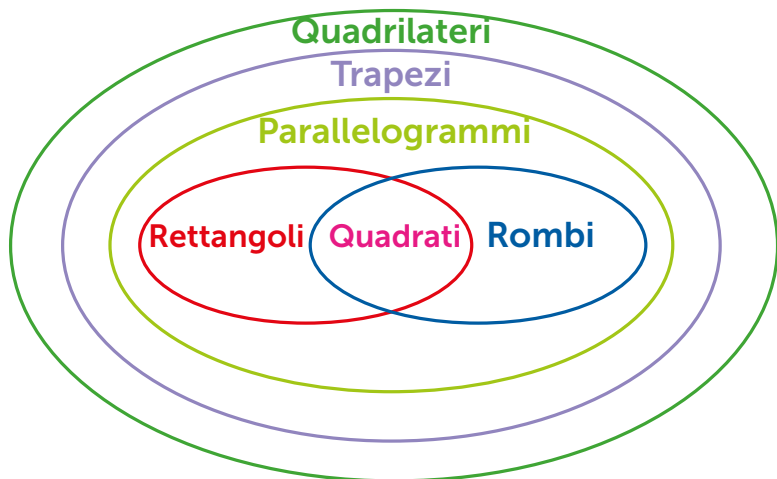 Quadrilateri
Trapezi
Parallelogrammi
Rettangoli Quadrati Rombi